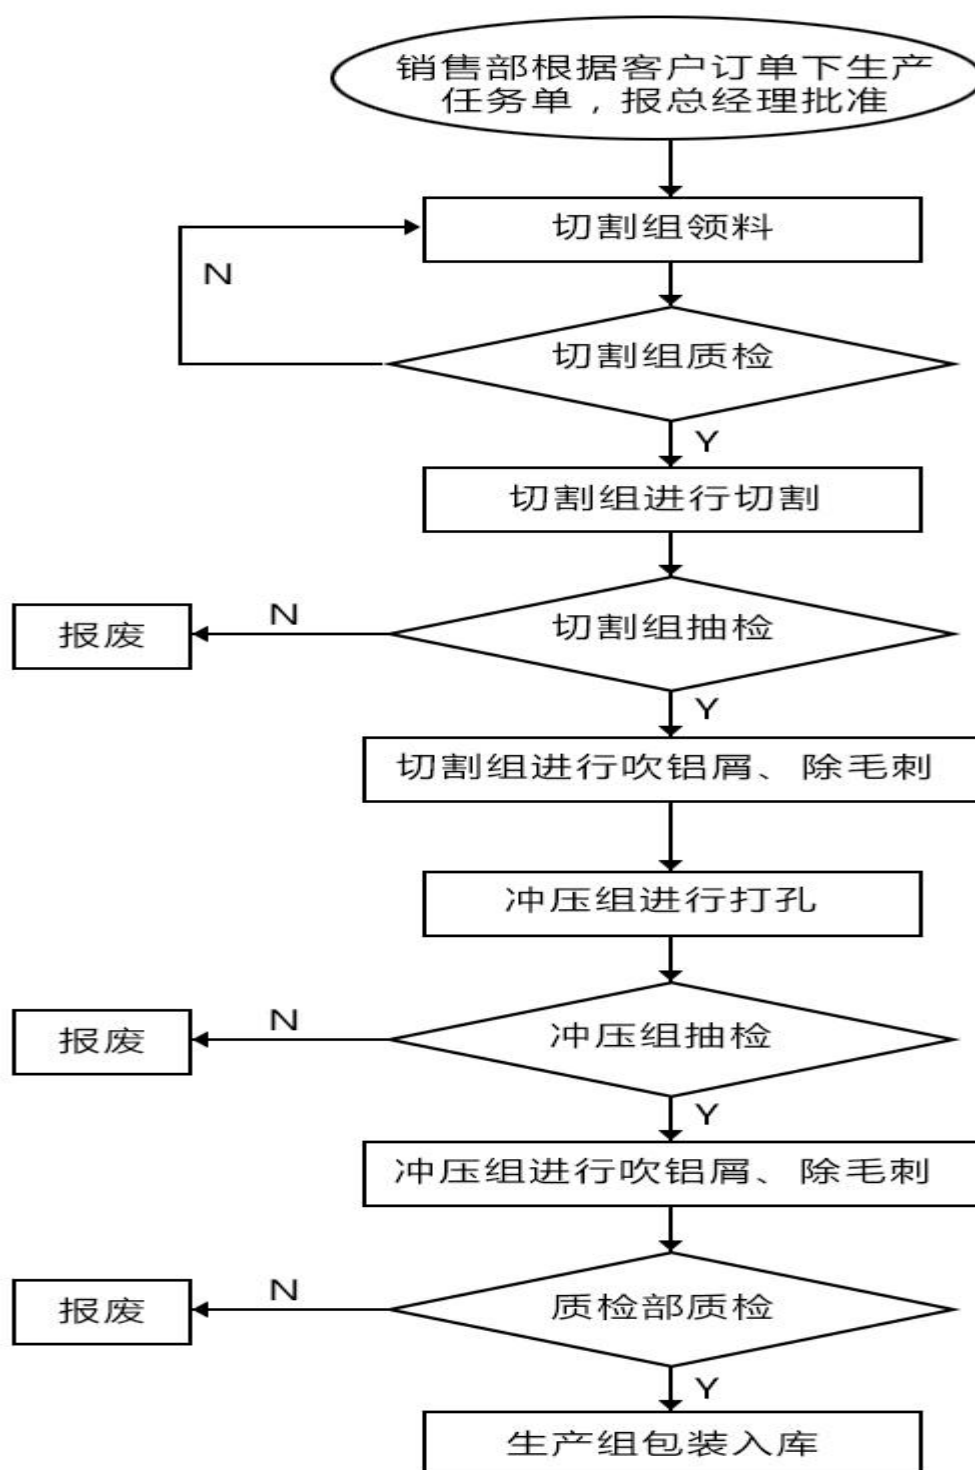 销售部根据客户订单下生产
任务单，报总经理批准
切割组领料
N
切割组质检
Y
切割组进行切割
切割组抽检
N
报废
Y
切割组进行吹铝屑、除毛刺
冲压组进行打孔
冲压组抽检
N
报废
Y
冲压组进行吹铝屑、除毛刺
质检部质检
N
报废
Y
生产组包装入库